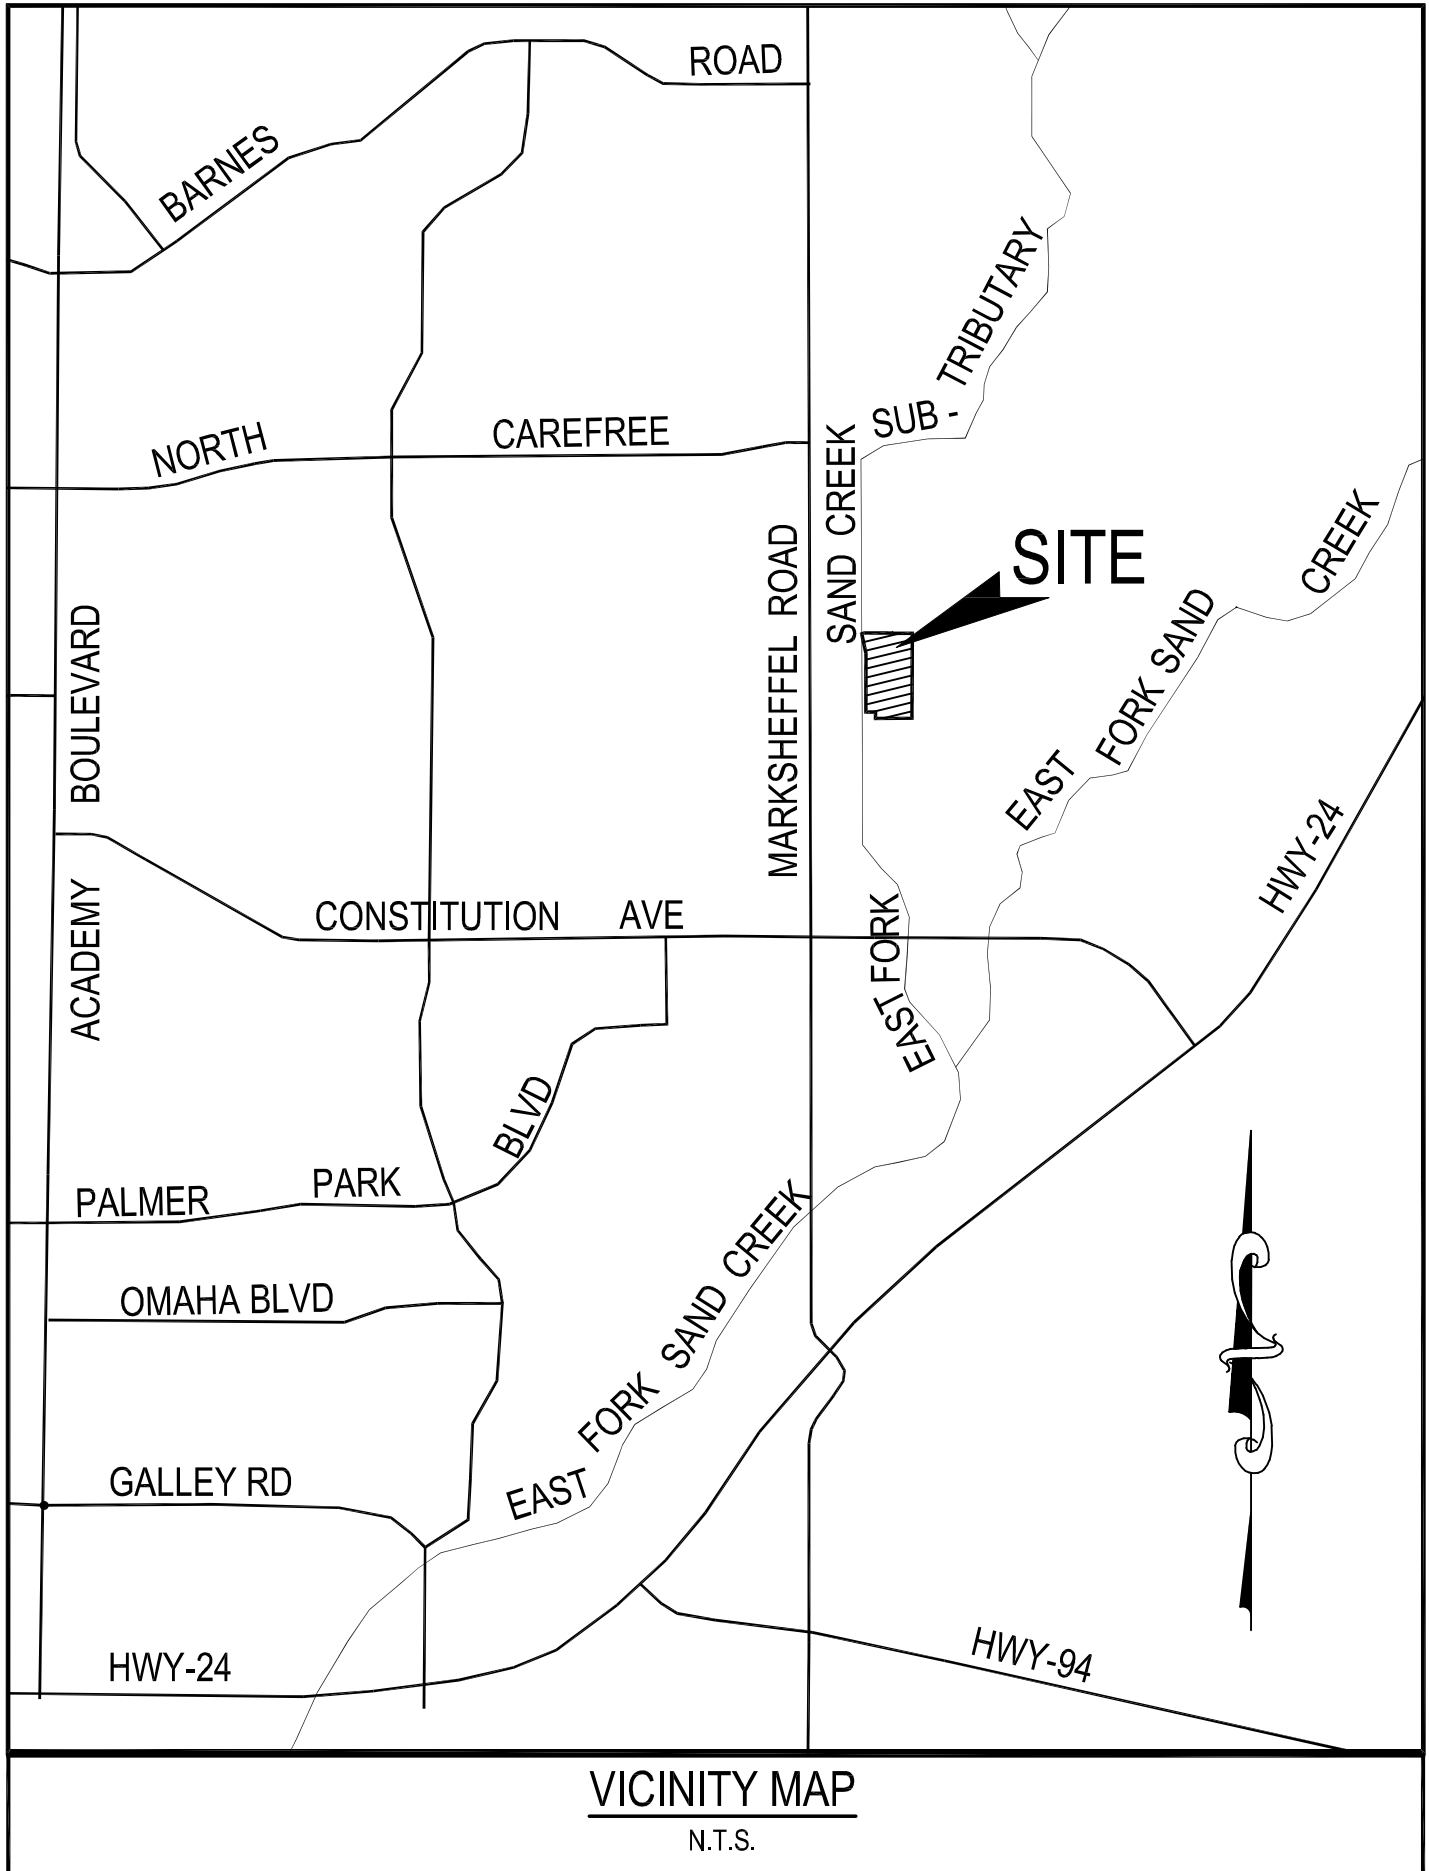 ROAD
BARNES
SUB - TRIBUTARY
NORTH CAREFREE
SAND CREEK
SITE
MARKSHEFFEL ROAD
EAST FORK SAND CREEK
ACADEMY BOULEVARD
HWY-24
CONSTITUTION AVE
EAST FORK
BLVD
PALMER PARK
EAST FORK SAND CREEK
OMAHA BLVD
GALLEY RD
HWY-24
HWY-94
VICINITY MAP
N.T.S.